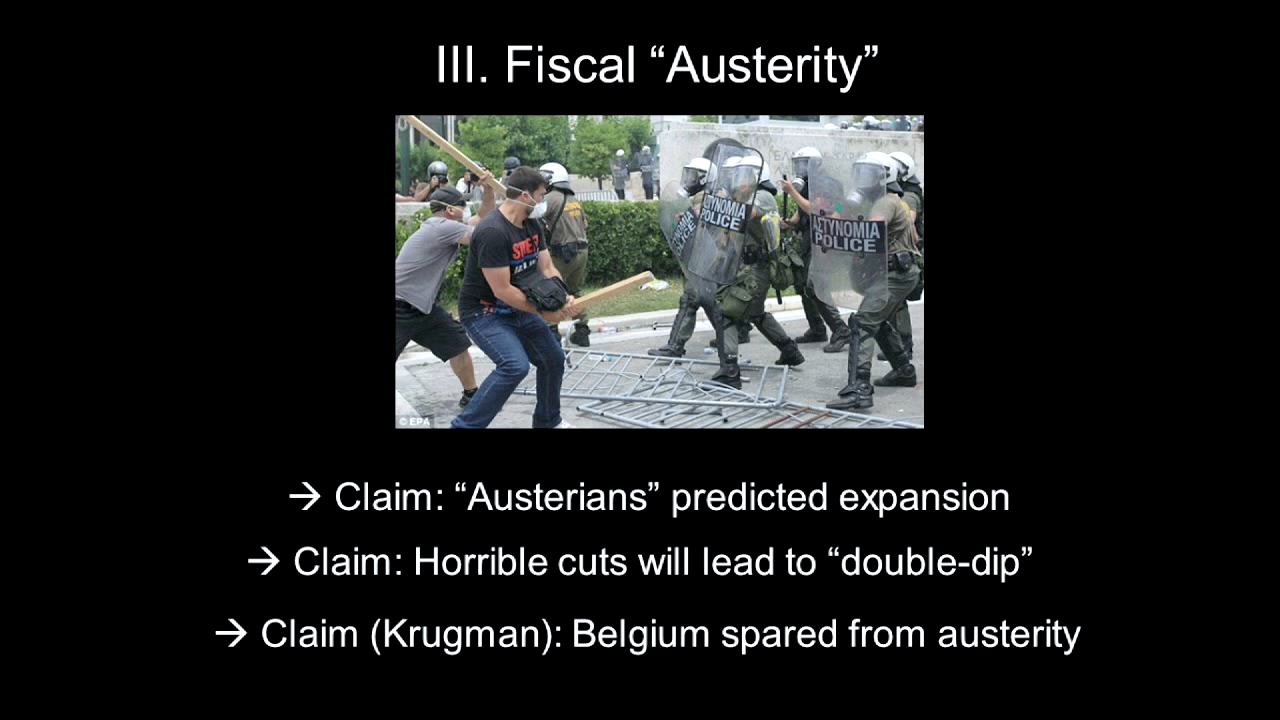 III. Fiscal “Austerity”
ΑΣΤΥΝΟΜΙΑ
POLICE
ΑΣΤΥΝΟΜΙΑ
POLICE
© EPA
→ Claim: “Austerians” predicted expansion
→ Claim: Horrible cuts will lead to “double-dip”
→ Claim (Krugman): Belgium spared from austerity